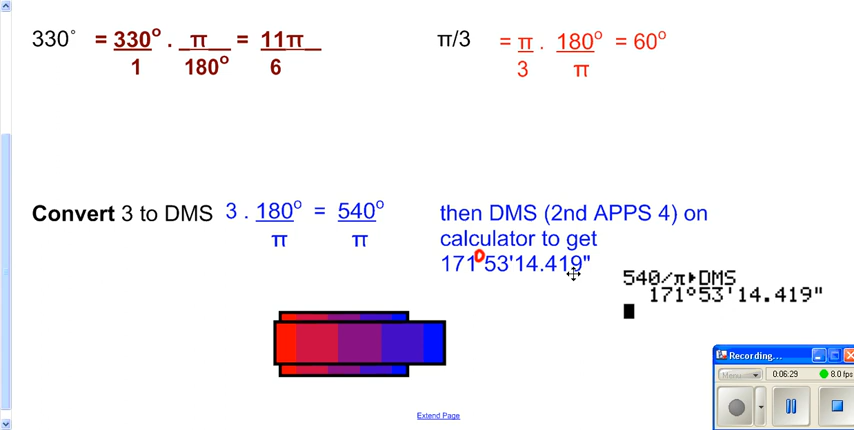 330° = 330° . π = 11π
1 180° 6
π/3 = π . 180° = 60°
3 π
Convert 3 to DMS 3 . 180° = 540°
π π
then DMS (2nd APPS 4) on
calculator to get
171°53'14.419"
540/π▸DMS
171°53'14.419"
Recording...
Menu
0:06:29
8.0 fps
Extend Page